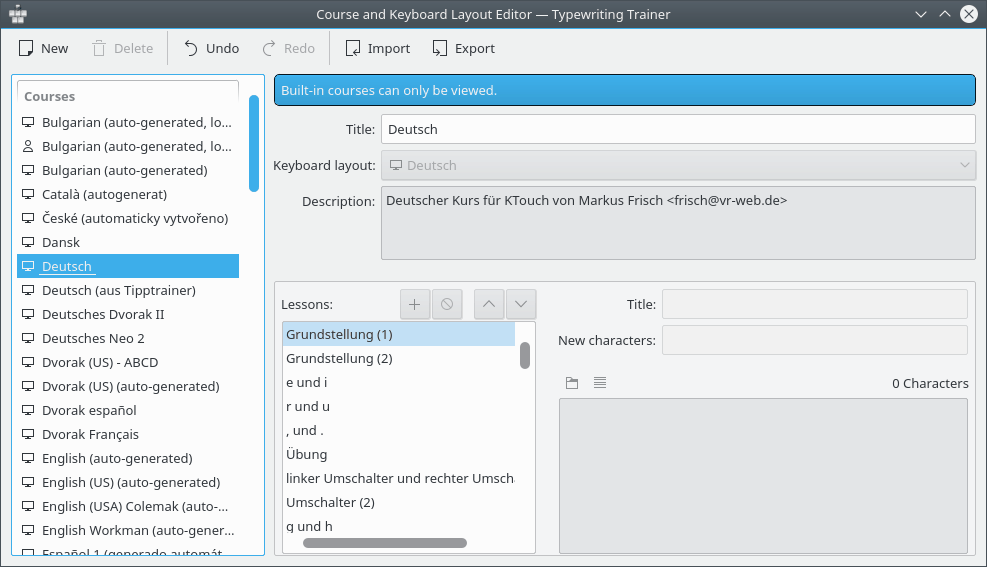 Course and Keyboard Layout Editor — Typewriting Trainer
New Delete Undo Redo Import Export
Courses
Bulgarian (auto-generated, lo...
Bulgarian (auto-generated, lo...
Bulgarian (auto-generated)
Català (autogenerat)
České (automaticky vytvořeno)
Dansk
Deutsch
Deutsch (aus Tipptrainer)
Deutsches Dvorak II
Deutsches Neo 2
Dvorak (US) - ABCD
Dvorak (US) (auto-generated)
Dvorak español
Dvorak Français
English (auto-generated)
English (US) (auto-generated)
English (USA) Colemak (auto-...
English Workman (auto-gener...
Español 1 (generado automát
Built-in courses can only be viewed.
Title: Deutsch
Keyboard layout: Deutsch
Description: Deutscher Kurs für KTouch von Markus Frisch <frisch@vr-web.de>
Lessons:
Grundstellung (1)
Grundstellung (2)
e und i
r und u
, und .
Übung
linker Umschalter und rechter Umsch
Umschalter (2)
g und h
Title:
New characters:
0 Characters